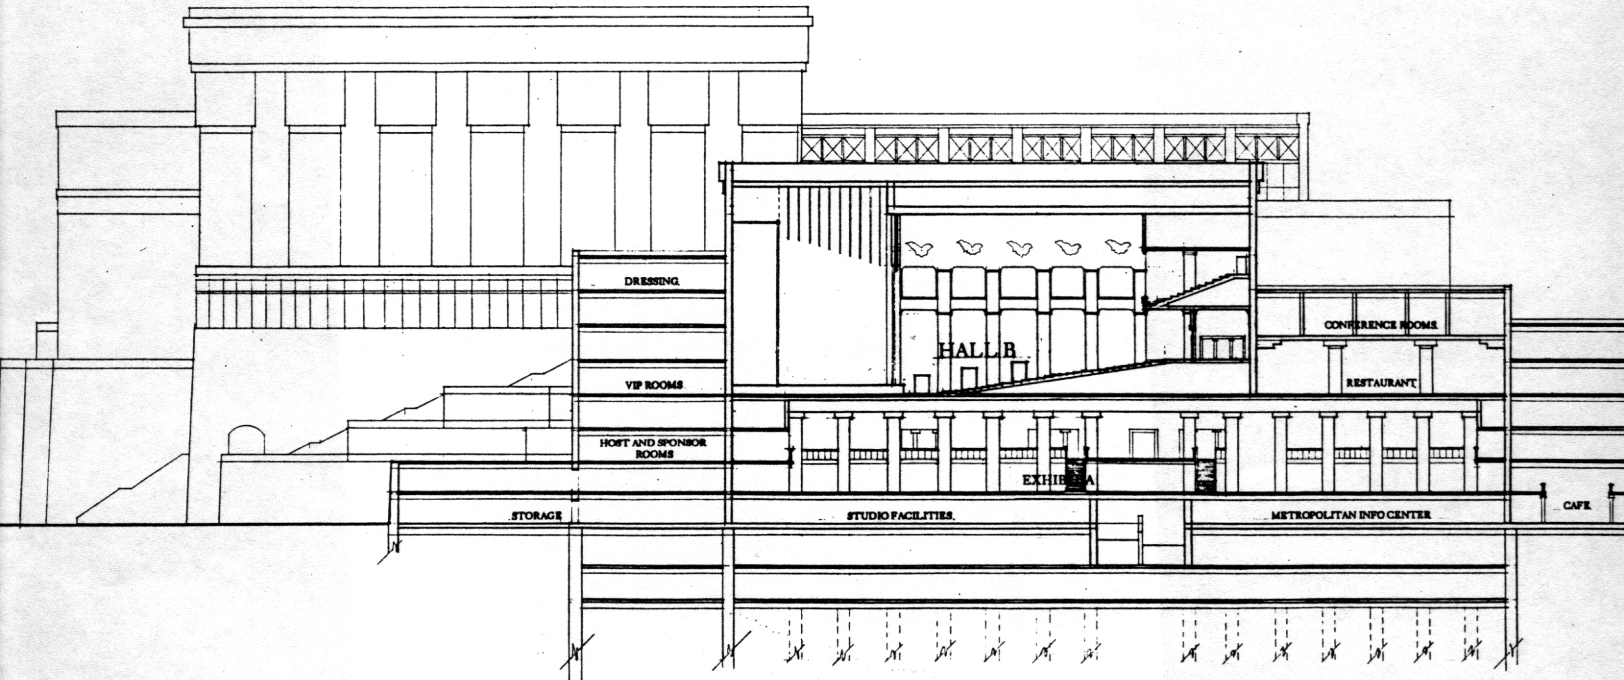 DRESSING
CONFERENCE ROOMS
HALL B
VIP ROOMS
RESTAURANT
HOST AND SPONSOR
ROOMS
STORAGE
STUDIO FACILITIES
METROPOLITAN INFO CENTER
CAFE